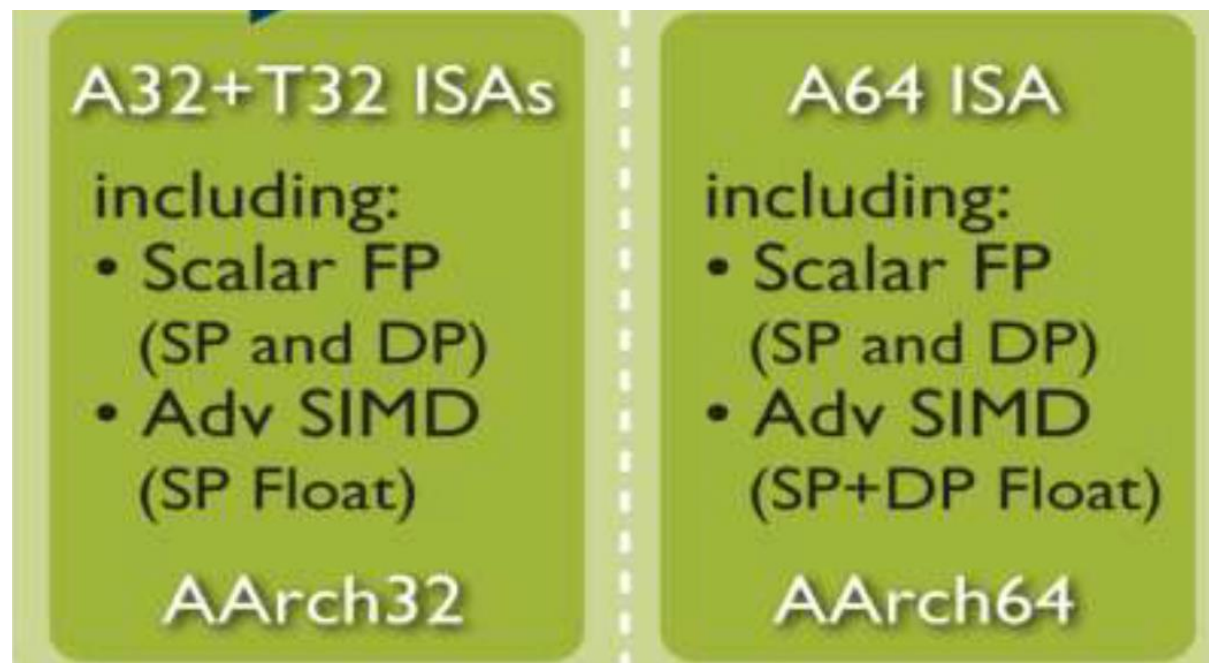 A32+T32 ISAs
including:
• Scalar FP
(SP and DP)
• Adv SIMD
(SP Float)
AArch32
A64 ISA
including:
• Scalar FP
(SP and DP)
• Adv SIMD
(SP+DP Float)
AArch64